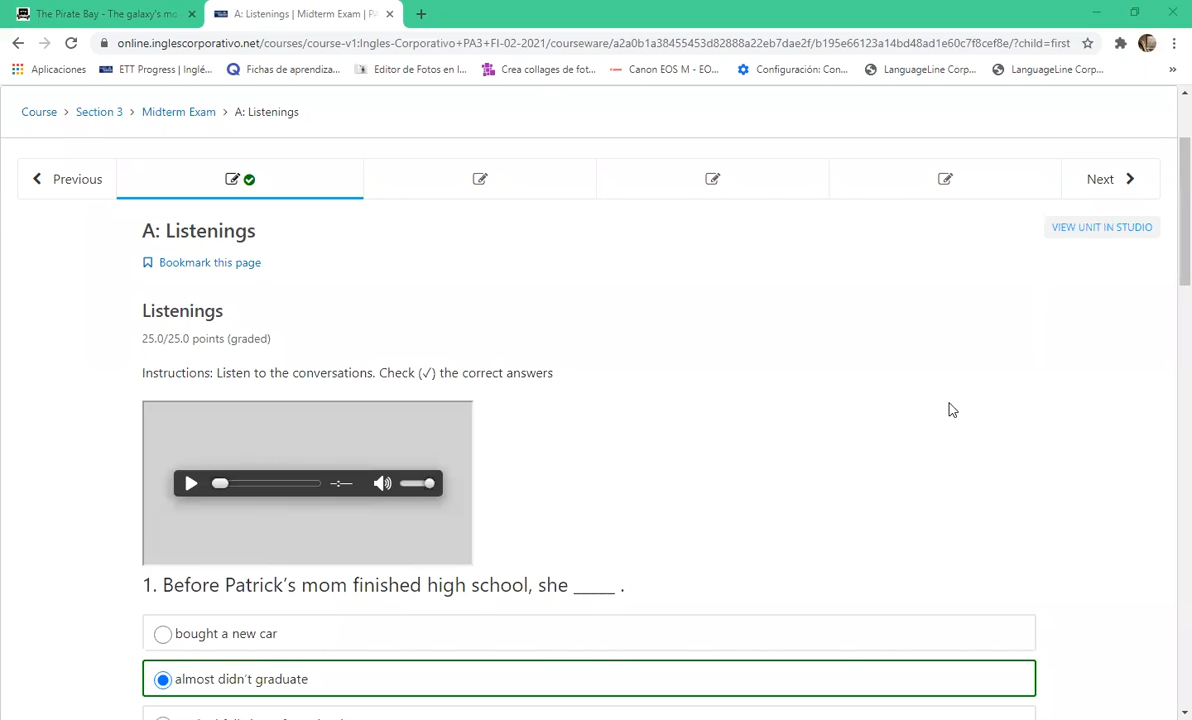 The Pirate Bay - The galaxy's mo
A: Listenings | Midterm Exam | PA
online.inglescorporativo.net/courses/course-v1:Ingles-Corporativo+PA3+FI-02-2021/courseware/a2a0b1a38455453d82888a22eb7dae2f/b195e66123a14bd48ad1e60c7f8cef8e/?child=first
Aplicaciones
ETT Progress | Inglé...
Fichas de aprendiza...
Editor de Fotos en l...
Crea collages de fot...
Canon EOS M - EO...
Configuración: Con...
LanguageLine Corp...
LanguageLine Corp...
Course > Section 3 > Midterm Exam > A: Listenings
Previous
Next
A: Listenings
VIEW UNIT IN STUDIO
Bookmark this page
Listenings
25.0/25.0 points (graded)
Instructions: Listen to the conversations. Check (✓) the correct answers
-:-
1. Before Patrick's mom finished high school, she _____ .
bought a new car
almost didn't graduate